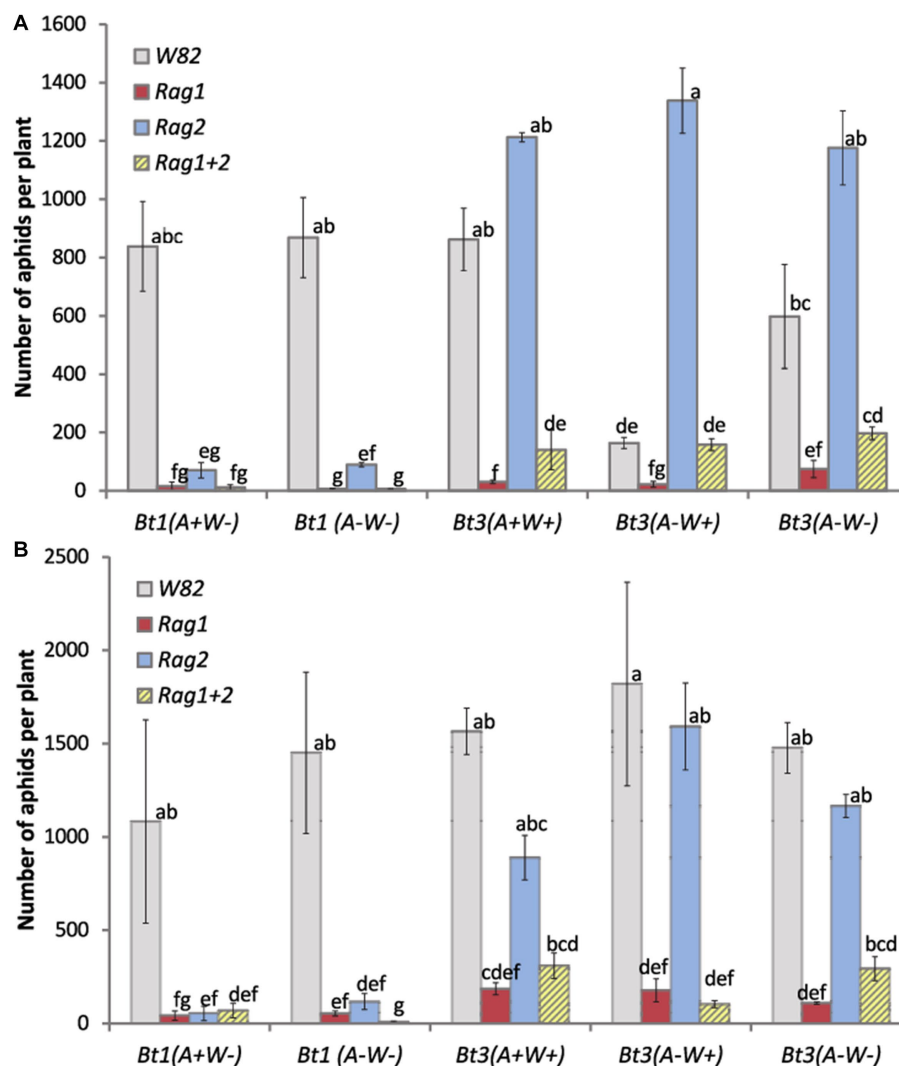 A
Number of aphids per plant
1600
1400
1200
1000
800
600
400
200
0
W82
Rag1
Rag2
Rag1+2
abc
fg
eg
fg
ab
g
ef
g
ab
f
ab
de
de
fg
a
de
bc
ef
ab
cd
Bt1(A+W-)
Bt1 (A-W-)
Bt3(A+W+)
Bt3(A-W+)
Bt3(A-W-)
B
Number of aphids per plant
2500
2000
1500
1000
500
0
W82
Rag1
Rag2
Rag1+2
ab
fg
ef
def
ab
ef
def
g
ab
cdef
abc
bcd
a
def
ab
def
ab
def
ab
bcd
Bt1(A+W-)
Bt1 (A-W-)
Bt3(A+W+)
Bt3(A-W+)
Bt3(A-W-)